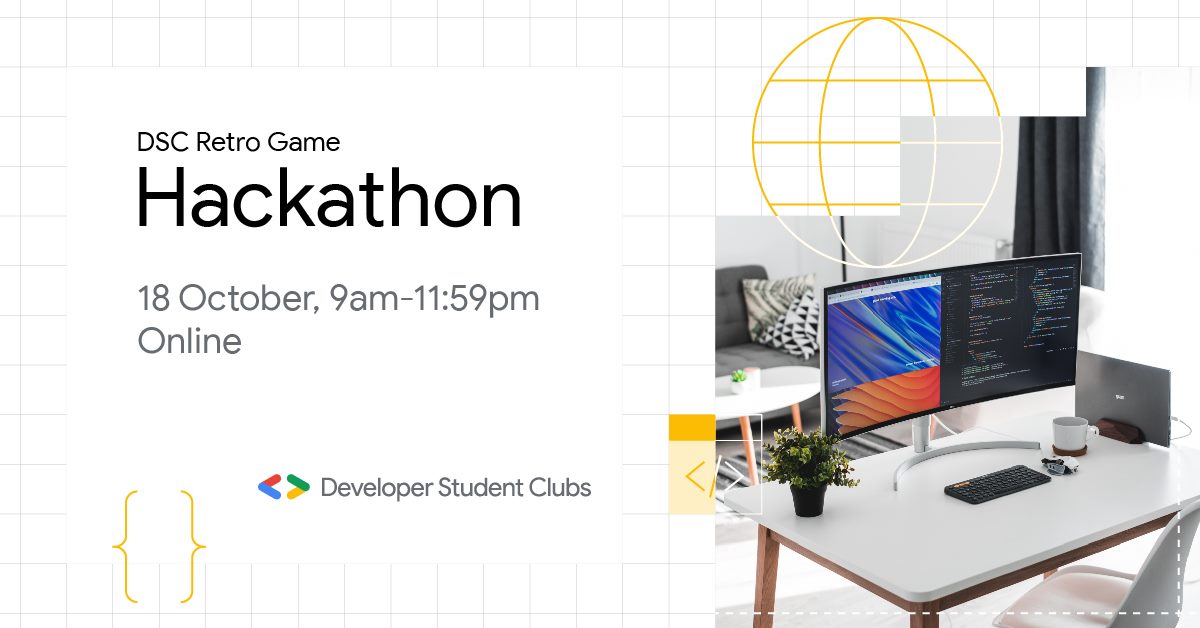 DSC Retro Game
Hackathon
18 October, 9am-11:59pm
Online
Developer Student Clubs
{ }
</>